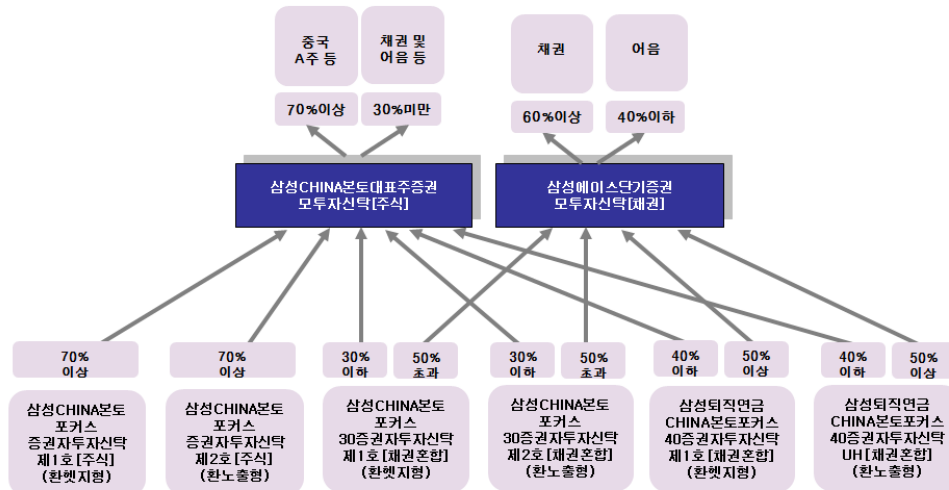 중국
A주 등
채권 및
어음 등
채권
어음
70%이상
30%미만
60%이상
40%이하
삼성CHINA본토대표주증권
모투자신탁[주식]
삼성에이스단기증권
모투자신탁[채권]
70%
이상
70%
이상
30%
이하
50%
초과
30%
이하
50%
초과
40%
이하
50%
이상
40%
이하
50%
이상
삼성CHINA본토
포커스
증권자투자신탁
제1호[주식]
(환헷지형)
삼성CHINA본토
포커스
증권자투자신탁
제2호[주식]
(환노출형)
삼성CHINA본토
포커스
30증권자투자신탁
제1호[채권혼합]
(환헷지형)
삼성CHINA본토
포커스
30증권자투자신탁
제2호[채권혼합]
(환노출형)
삼성퇴직연금
CHINA본토포커스
40증권자투자신탁
제1호[채권혼합]
(환헷지형)
삼성퇴직연금
CHINA본토포커스
40증권자투자신탁
UH[채권혼합]
(환노출형)